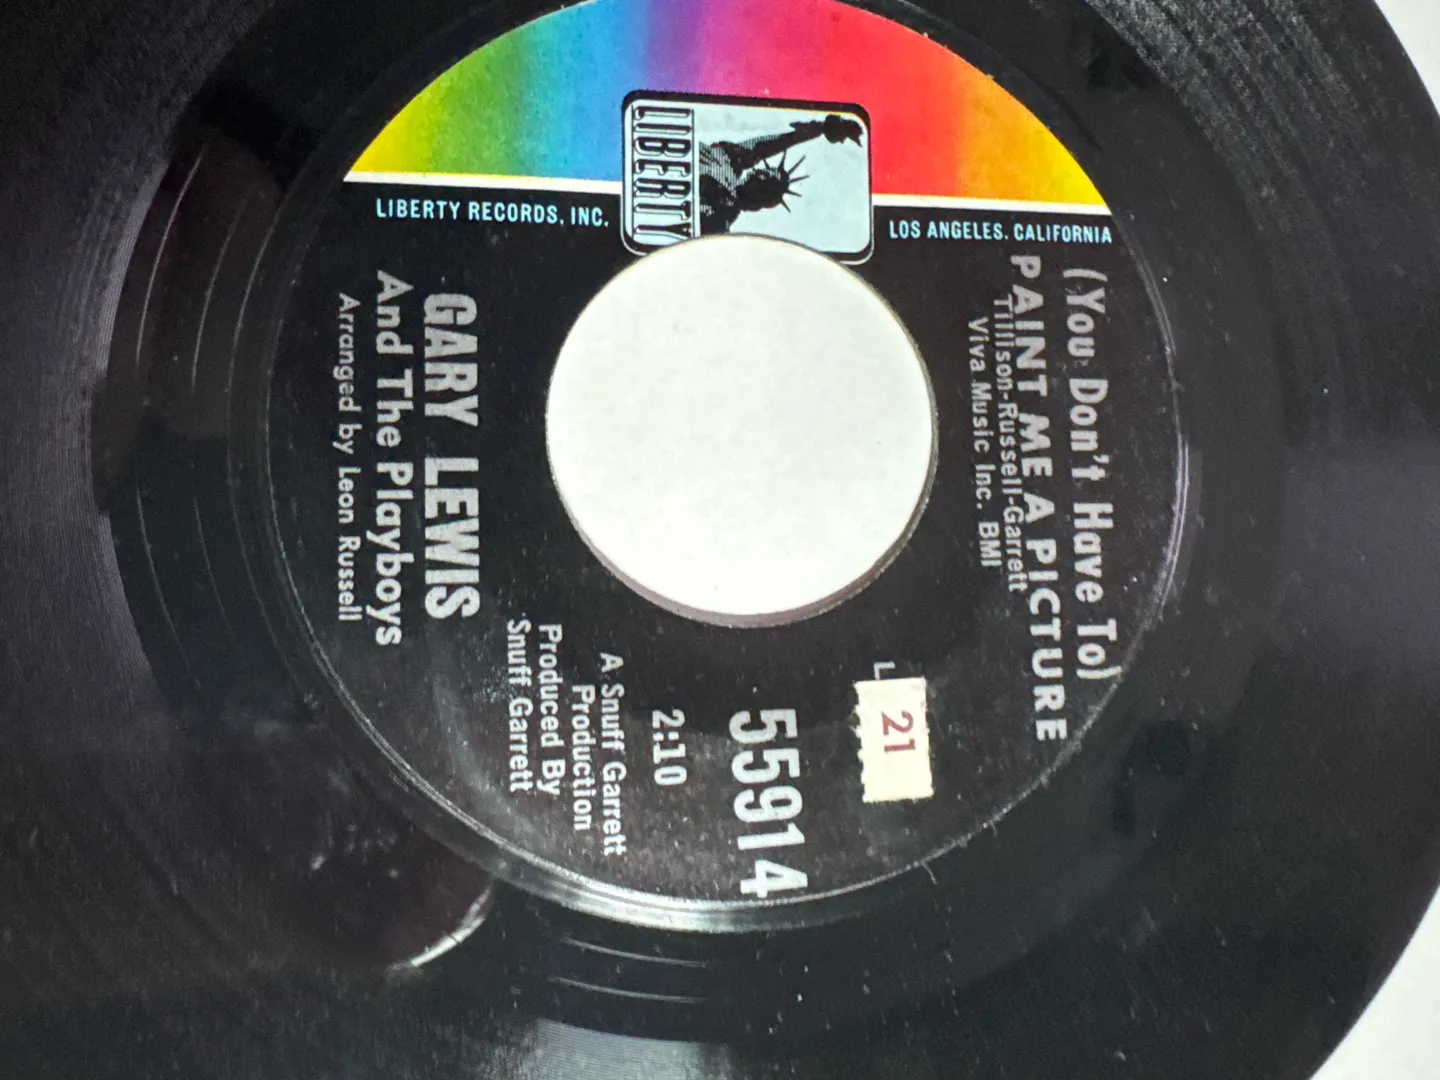 LIBERTY
LIBERTY RECORDS, INC.
LOS ANGELES, CALIFORNIA
(You Don't Have To)
PAINT ME A PICTURE
Tillison-Russell-Garrett
Viva Music Inc. BMI
L
21
55914
2:10
A Snuff Garrett
Production
Produced By
Snuff Garrett
GARY LEWIS
And The Playboys
Arranged by Leon Russell